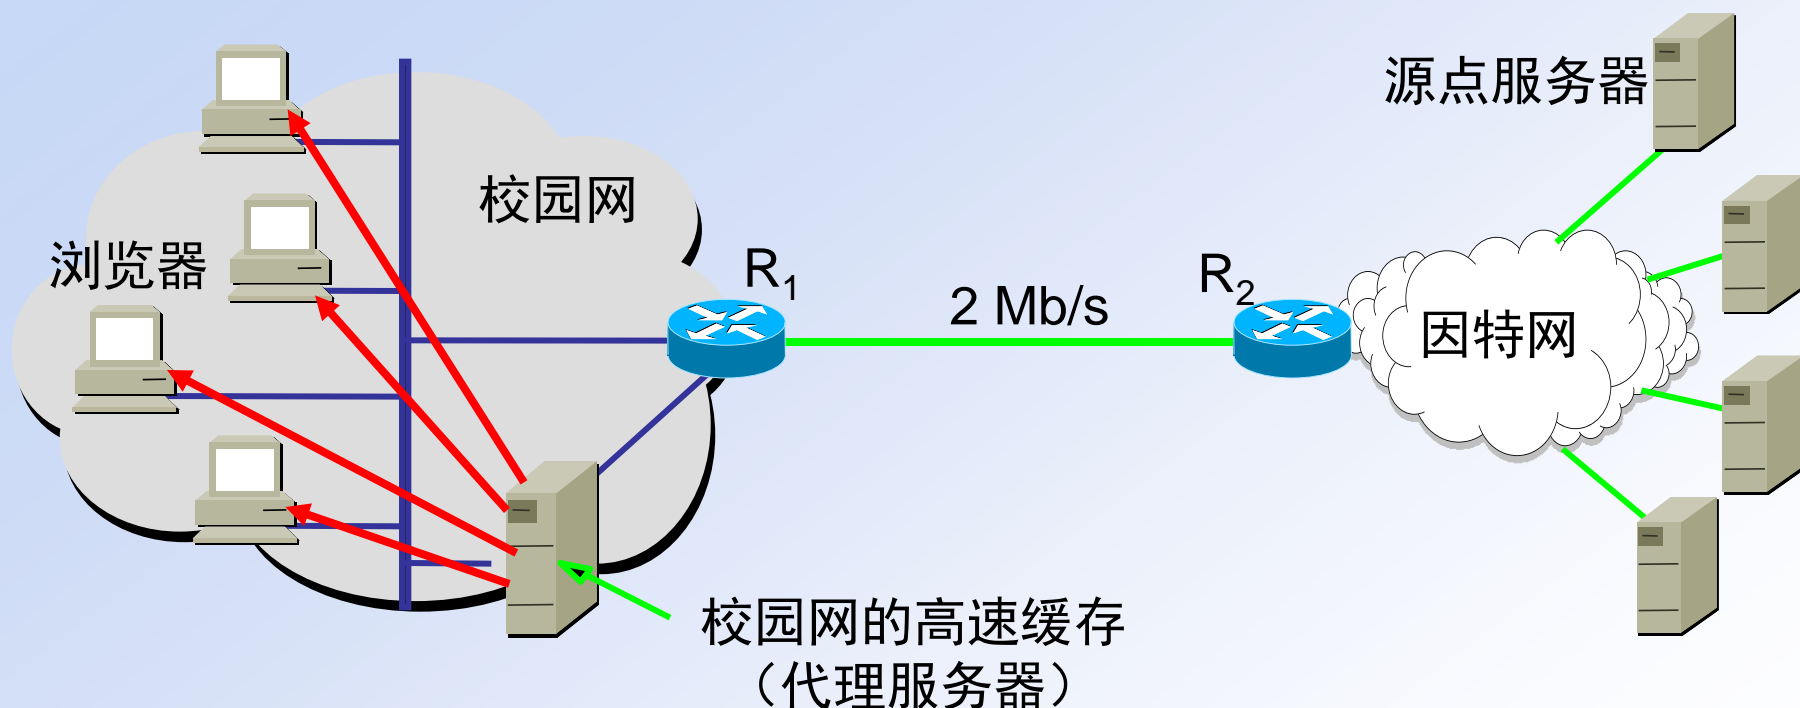 源点服务器
校园网
浏览器
R1
2 Mb/s
R2
因特网
校园网的高速缓存
（代理服务器）